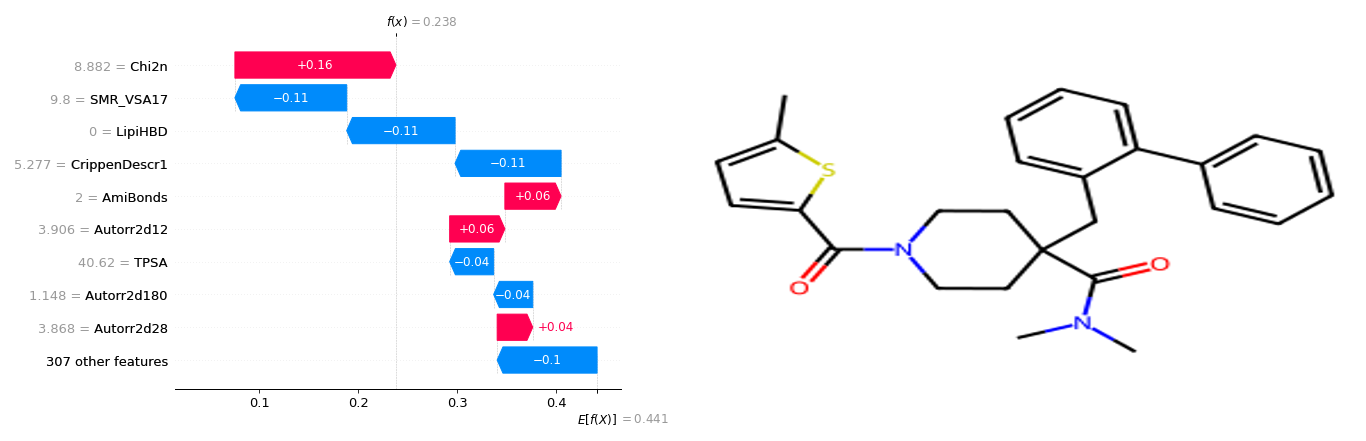 f(x) = 0.238
8.882 = Chi2n
+0.16
9.8 = SMR_VSA17
−0.11
0 = LipiHBD
−0.11
5.277 = CrippenDescr1
−0.11
2 = AmiBonds
+0.06
3.906 = Autorr2d12
+0.06
40.62 = TPSA
−0.04
1.148 = Autorr2d180
−0.04
3.868 = Autorr2d28
+0.04
307 other features
−0.1
0.1 0.2 0.3 0.4
E[f(X)] = 0.441
S
N
O
O
N